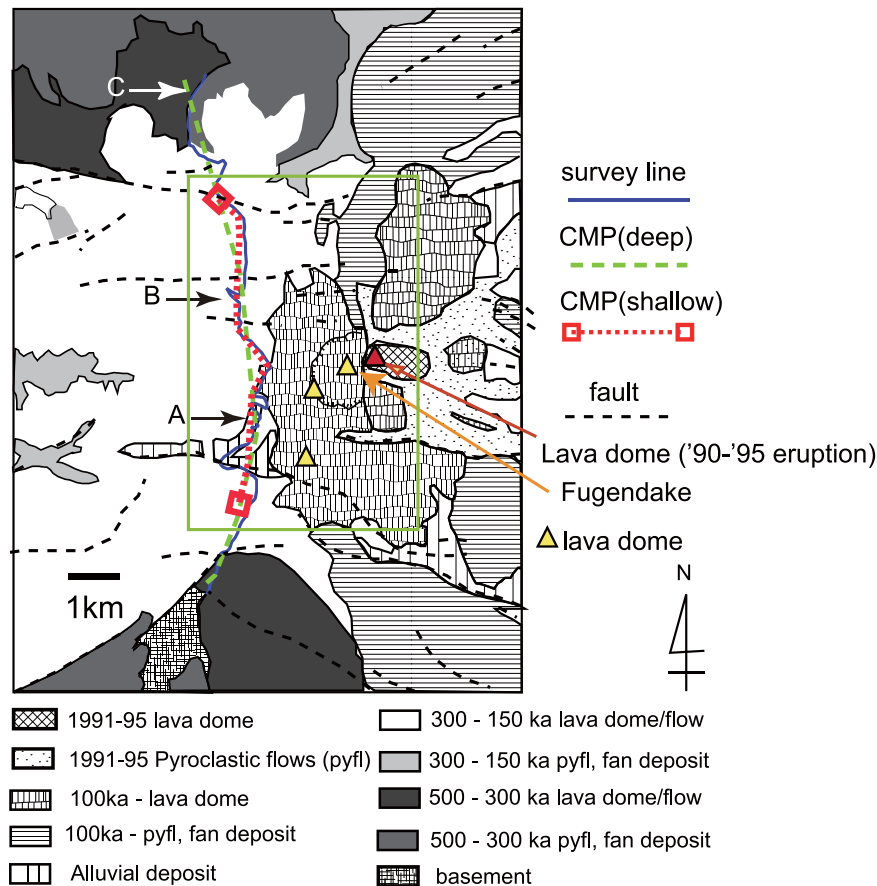 C
B
A
1km
survey line
CMP(deep)
CMP(shallow)
fault
Lava dome ('90-'95 eruption)
Fugendake
lava dome
N
1991-95 lava dome
1991-95 Pyroclastic flows (pyfl)
100ka - lava dome
100ka - pyfl, fan deposit
Alluvial deposit
300 - 150 ka lava dome/flow
300 - 150 ka pyfl, fan deposit
500 - 300 ka lava dome/flow
500 - 300 ka pyfl, fan deposit
basement